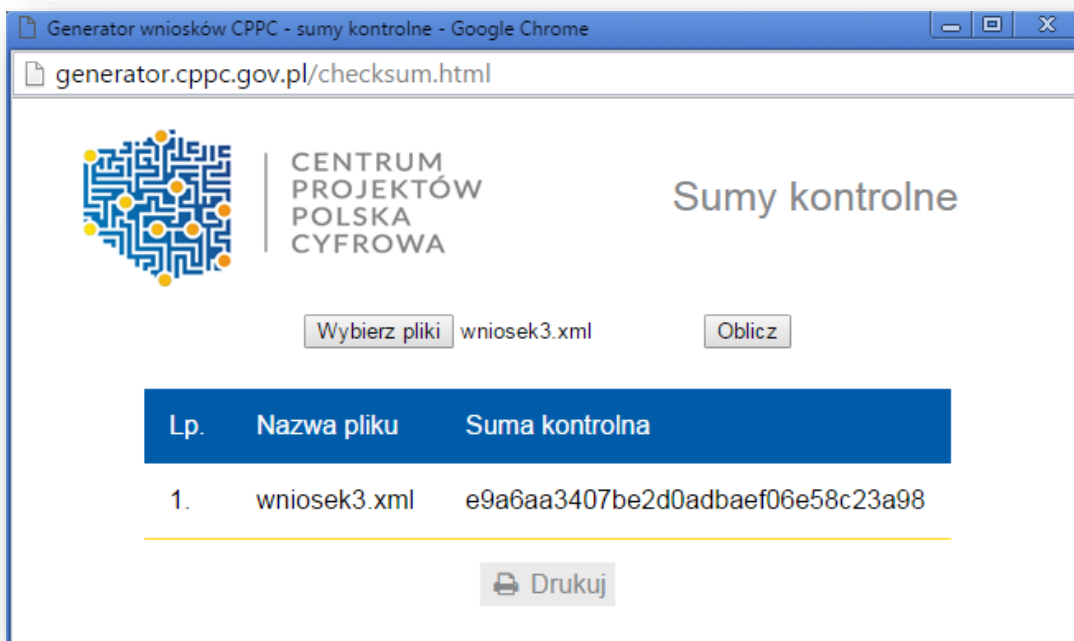 Generator wniosków CPPC - sumy kontrolne - Google Chrome
generator.cppc.gov.pl/checksum.html
CENTRUM
PROJEKTÓW
POLSKA
CYFROWA
Sumy kontrolne
Wybierz pliki wniosek3.xml Oblicz
Lp. Nazwa pliku Suma kontrolna
1. wniosek3.xml e9a6aa3407be2d0adbaef06e58c23a98
Drukuj